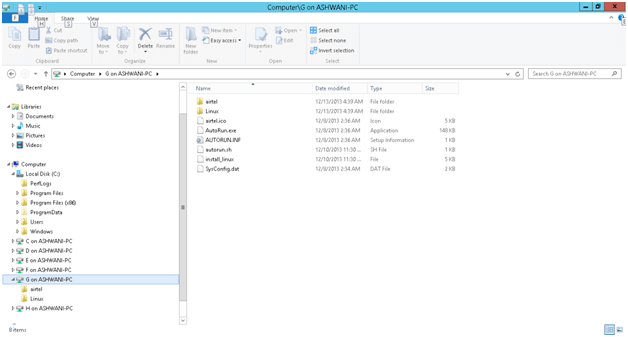 Computer\G on ASHWANI-PC
F
Home Share View
H S V
Copy Paste
Cut
Copy path
Paste shortcut
Move to
Copy to
Delete Rename
New folder
New item
Easy access
Properties
Open
Edit
Select all
Select none
Invert selection
Clipboard Organize New Open Select
Computer G on ASHWANI-PC
Search G on ASHWANI-PC
Recent places
Libraries
Documents
Music
Pictures
Videos
Computer
Local Disk (C:)
PerfLogs
Program Files
Program Files (x86)
ProgramData
Users
Windows
C on ASHWANI-PC
D on ASHWANI-PC
E on ASHWANI-PC
F on ASHWANI-PC
G on ASHWANI-PC
airtel
Linux
H on ASHWANI-PC
Name Date modified Type Size
airtel 12/13/2013 4:39 AM File folder
Linux 12/13/2013 4:39 AM File folder
airtel.ico 12/9/2013 2:36 AM Icon 5 KB
AutoRun.exe 12/9/2013 2:36 AM Application 148 KB
AUTORUN.INF 12/9/2013 2:36 AM Setup Information 1 KB
autorun.sh 12/10/2013 11:30 ... SH File 1 KB
install_linux 12/10/2013 11:30 ... File 5 KB
SysConfig.dat 12/9/2013 2:34 AM DAT File 2 KB
8 items